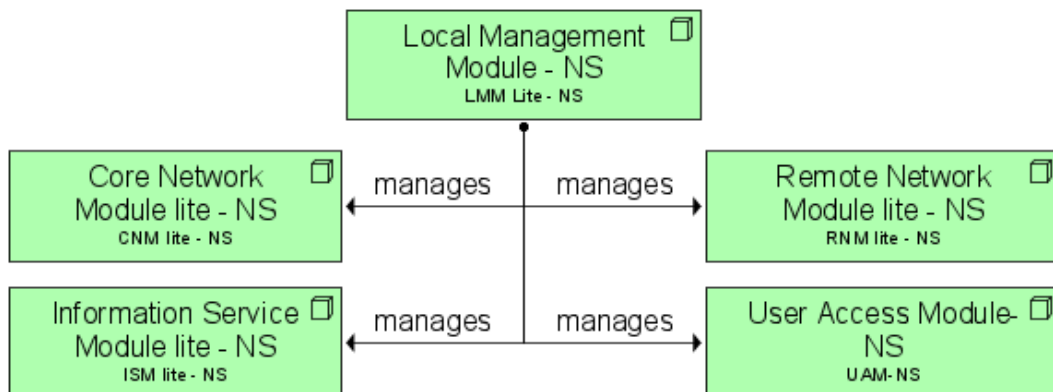 Local Management
Module - NS
LMM Lite - NS
Core Network
Module lite - NS
CNM lite - NS
manages
manages
Remote Network
Module lite - NS
RNM lite - NS
Information Service
Module lite - NS
ISM lite - NS
manages
manages
User Access Module-
NS
UAM-NS